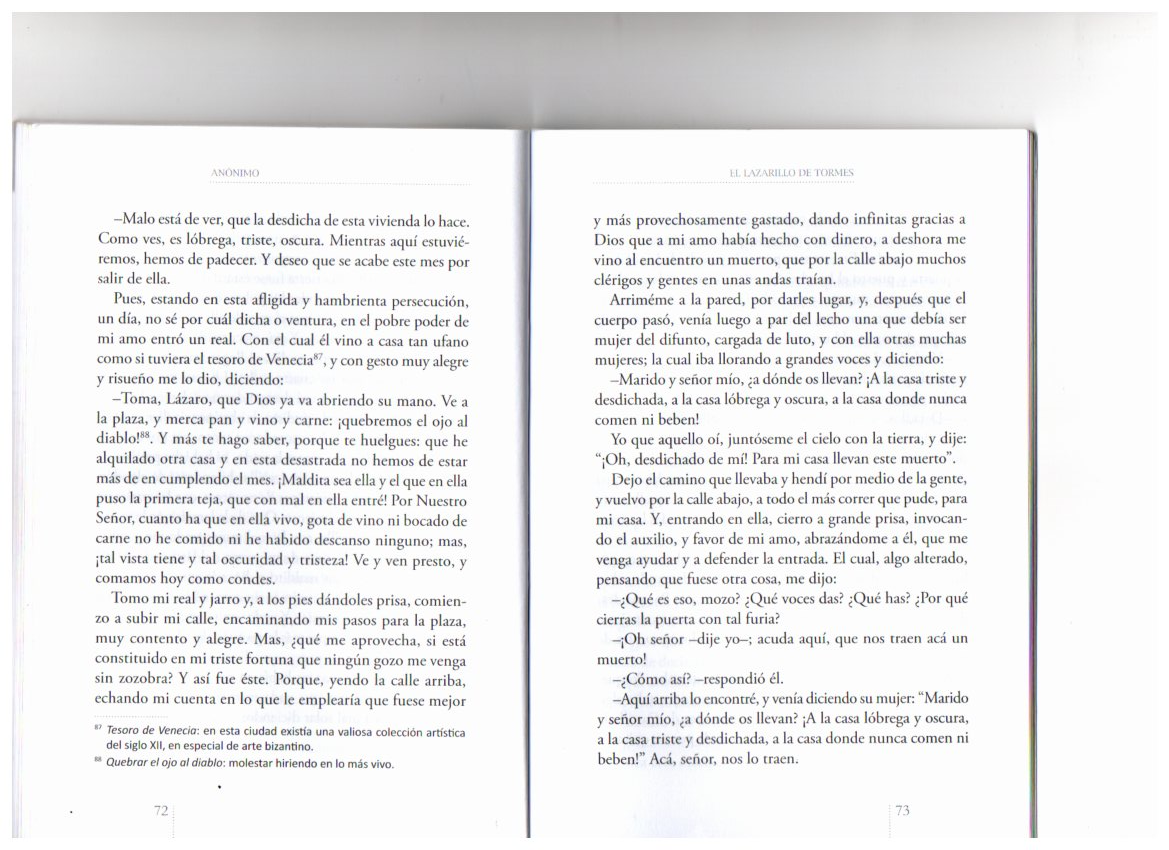 ANÓNIMO
–Malo está de ver, que la desdicha de esta vivienda lo hace.
Como ves, es lóbrega, triste, oscura. Mientras aquí estuvié-
remos, hemos de padecer. Y deseo que se acabe este mes por
salir de ella.
Pues, estando en esta afligida y hambrienta persecución,
un día, no sé por cuál dicha o ventura, en el pobre poder de
mi amo entró un real. Con el cual él vino a casa tan ufano
como si tuviera el tesoro de Venecia⁸⁷, y con gesto muy alegre
y risueño me lo dio, diciendo:
–Toma, Lázaro, que Dios ya va abriendo su mano. Ve a
la plaza, y merca pan y vino y carne: ¡quebremos el ojo al
diablo!⁸⁸. Y más te hago saber, porque te huelgues: que he
alquilado otra casa y en esta desastrada no hemos de estar
más de en cumplendo el mes. ¡Maldita sea ella y el que en ella
puso la primera teja, que con mal en ella entré! Por Nuestro
Señor, cuanto ha que en ella vivo, gota de vino ni bocado de
carne no he comido ni he habido descanso ninguno; mas,
¡tal vista tiene y tal oscuridad y tristeza! Ve y ven presto, y
comamos hoy como condes.
Tomo mi real y jarro y, a los pies dándoles prisa, comien-
zo a subir mi calle, encaminando mis pasos para la plaza,
muy contento y alegre. Mas, ¿qué me aprovecha, si está
constituido en mi triste fortuna que ningún gozo me venga
sin zozobra? Y así fue éste. Porque, yendo la calle arriba,
echando mi cuenta en lo que le emplearía que fuese mejor
⁸⁷ Tesoro de Venecia: en esta ciudad existía una valiosa colección artística
del siglo XII, en especial de arte bizantino.
⁸⁸ Quebrar el ojo al diablo: molestar hiriendo en lo más vivo.
72
EL LAZARILLO DE TORMES
y más provechosamente gastado, dando infinitas gracias a
Dios que a mi amo había hecho con dinero, a deshora me
vino al encuentro un muerto, que por la calle abajo muchos
clérigos y gentes en unas andas traían.
Arriméme a la pared, por darles lugar, y, después que el
cuerpo pasó, venía luego a par del lecho una que debía ser
mujer del difunto, cargada de luto, y con ella otras muchas
mujeres; la cual iba llorando a grandes voces y diciendo:
–Marido y señor mío, ¿a dónde os llevan? ¡A la casa triste y
desdichada, a la casa lóbrega y oscura, a la casa donde nunca
comen ni beben!
Yo que aquello oí, juntóseme el cielo con la tierra, y dije:
“¡Oh, desdichado de mí! Para mi casa llevan este muerto”.
Dejo el camino que llevaba y hendí por medio de la gente,
y vuelvo por la calle abajo, a todo el más correr que pude, para
mi casa. Y, entrando en ella, cierro a grande prisa, invocan-
do el auxilio, y favor de mi amo, abrazándome a él, que me
venga ayudar y a defender la entrada. El cual, algo alterado,
pensando que fuese otra cosa, me dijo:
–¿Qué es eso, mozo? ¿Qué voces das? ¿Qué has? ¿Por qué
cierras la puerta con tal furia?
–¡Oh señor –dije yo–; acuda aquí, que nos traen acá un
muerto!
–¿Cómo así? –respondió él.
–Aquí arriba lo encontré, y venía diciendo su mujer: “Marido
y señor mío, ¿a dónde os llevan? ¡A la casa lóbrega y oscura,
a la casa triste y desdichada, a la casa donde nunca comen ni
beben!” Acá, señor, nos lo traen.
73